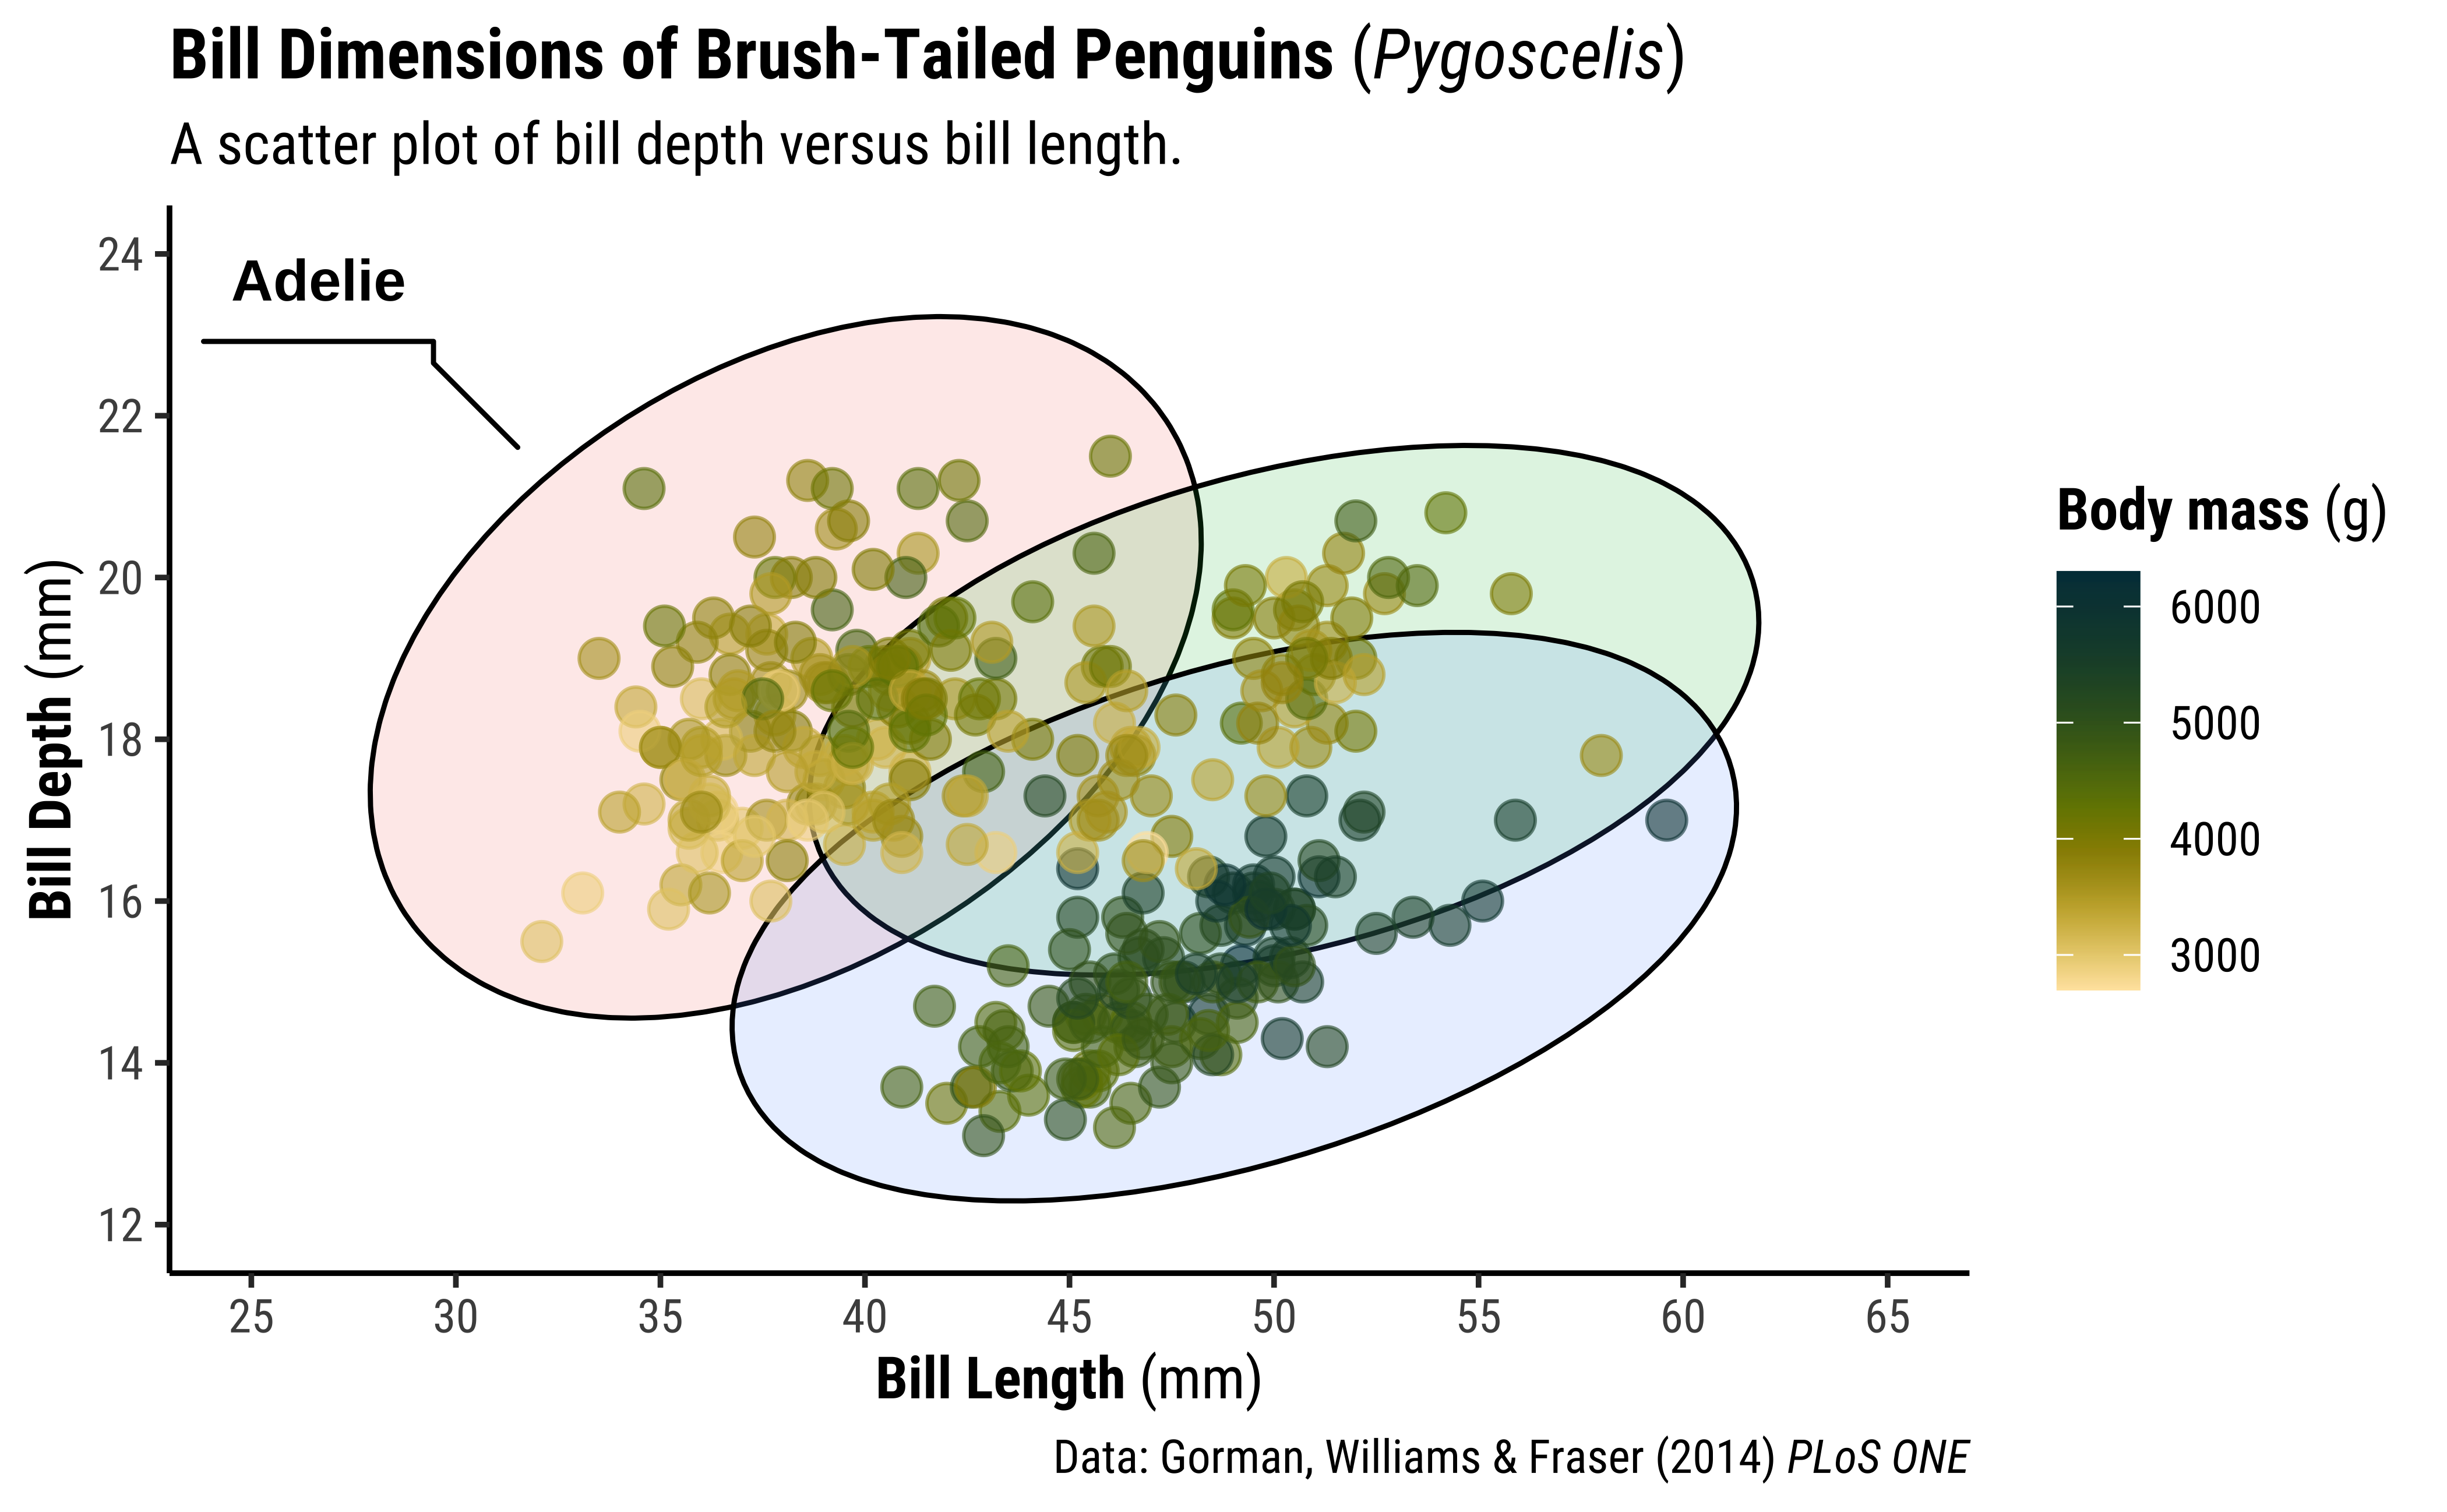 Bill Dimensions of Brush-Tailed Penguins (Pygoscelis)
A scatter plot of bill depth versus bill length.
Adelie
Bill Depth (mm)
24
22
20
18
16
14
12
25 30 35 40 45 50 55 60 65
Bill Length (mm)
Body mass (g)
6000
5000
4000
3000
Data: Gorman, Williams & Fraser (2014) PLoS ONE